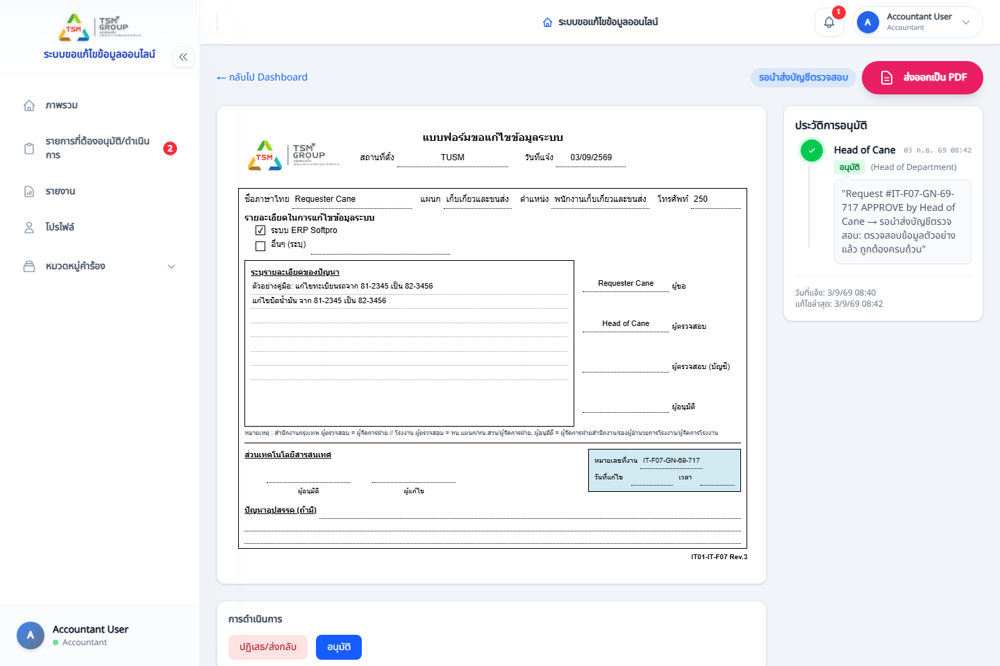 TSM
TSM
GROUP
ระบบขอแก้ไขข้อมูลออนไลน์
ภาพรวม
รายการที่ต้องอนุมัติ/ดำเนิน
การ
2
รายงาน
โปรไฟล์
หมวดหมู่คำร้อง
A
Accountant User
Accountant
ระบบขอแก้ไขข้อมูลออนไลน์
1
A
Accountant User
Accountant
← กลับไป Dashboard
รอนำส่งบัญชีตรวจสอบ
ส่งออกเป็น PDF
TSM
TSM
GROUP
แบบฟอร์มขอแก้ไขข้อมูลระบบ
สถานที่ตั้ง TUSM วันที่แจ้ง 03/09/2569
ชื่อภาษาไทย Requester Cane แผนก เก็บเกี่ยวและขนส่ง ตำแหน่ง พนักงานเก็บเกี่ยวและขนส่ง โทรศัพท์ 250
รายละเอียดในการแก้ไขข้อมูลระบบ
✓ ระบบ ERP Softpro
อื่นๆ (ระบุ)
ระบุรายละเอียดของปัญหา
ตัวอย่างคู่มือ: แก้ไขทะเบียนรถจาก 81-2345 เป็น 82-3456
แก้ไขบิลน้ำมัน จาก 81-2345 เป็น 82-3456
Requester Cane ผู้ขอ
Head of Cane ผู้ตรวจสอบ
ผู้ตรวจสอบ (บัญชี)
ผู้อนุมัติ
หมายเหตุ : สำนักงานกรุงเทพ ผู้ตรวจสอบ = ผู้จัดการฝ่าย // โรงงาน ผู้ตรวจสอบ = หน.แผนก/หน.ส่วน/ผู้จัดการฝ่าย, ผู้อนุมัติ = ผู้จัดการฝ่ายสำนักงาน/รองผู้อำนวยการโรงงาน/ผู้จัดการโรงงาน
ส่วนเทคโนโลยีสารสนเทศ
ผู้อนุมัติ ผู้แก้ไข
หมายเลขที่งาน IT-F07-GN-69-717
วันที่แก้ไข เวลา
ปัญหาอุปสรรค (ถ้ามี)
IT01-IT-F07 Rev.3
การดำเนินการ
ปฏิเสธ/ส่งกลับ
อนุมัติ
ประวัติการอนุมัติ
Head of Cane 03 ก.ย. 69 08:42
อนุมัติ (Head of Department)
"Request #IT-F07-GN-69-
717 APPROVE by Head of
Cane → รอนำส่งบัญชีตรวจ
สอบ: ตรวจสอบข้อมูลตัวอย่าง
แล้ว ถูกต้องครบถ้วน"
วันที่แจ้ง: 3/9/69 08:40
แก้ไขล่าสุด: 3/9/69 08:42